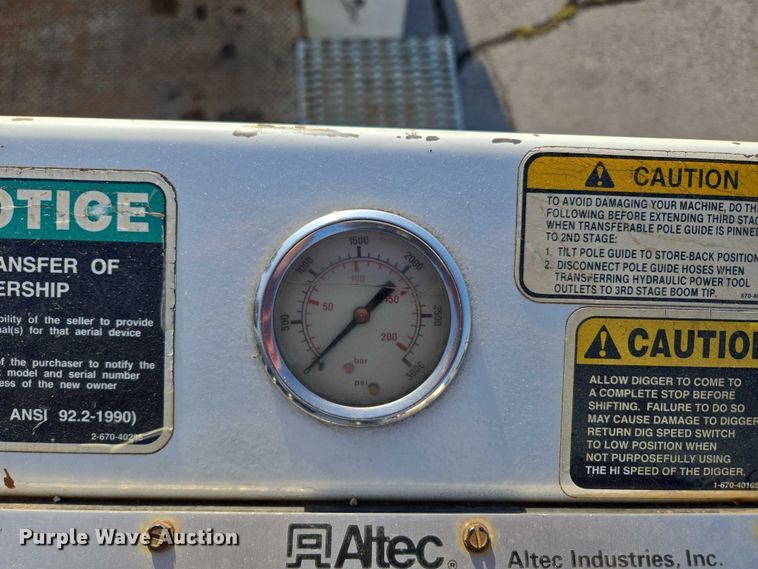 OTICE
ANSFER OF
ERSHIP
bility of the seller to provide
al(s) for that aerial device
of the purchaser to notify the
model and serial number
ess of the new owner
ANSI 92.2-1990)
2-670-40285
500
1000
1500
2000
2500
3000
50
100
150
200
bar
psi
CAUTION
TO AVOID DAMAGING YOUR MACHINE, DO TH
FOLLOWING BEFORE EXTENDING THIRD STAG
WHEN TRANSFERABLE POLE GUIDE IS PINNED
TO 2ND STAGE:
1. TILT POLE GUIDE TO STORE-BACK POSITION
2. DISCONNECT POLE GUIDE HOSES WHEN
TRANSFERRING HYDRAULIC POWER TOOL
OUTLETS TO 3RD STAGE BOOM TIP.
670-4
CAUTION
ALLOW DIGGER TO COME TO
A COMPLETE STOP BEFORE
SHIFTING. FAILURE TO DO SO
MAY CAUSE DAMAGE TO DIGGER
RETURN DIG SPEED SWITCH
TO LOW POSITION WHEN
NOT PURPOSEFULLY USING
THE HI SPEED OF THE DIGGER.
1-670-40165
Purple Wave Auction
Altec®
Altec Industries, Inc.